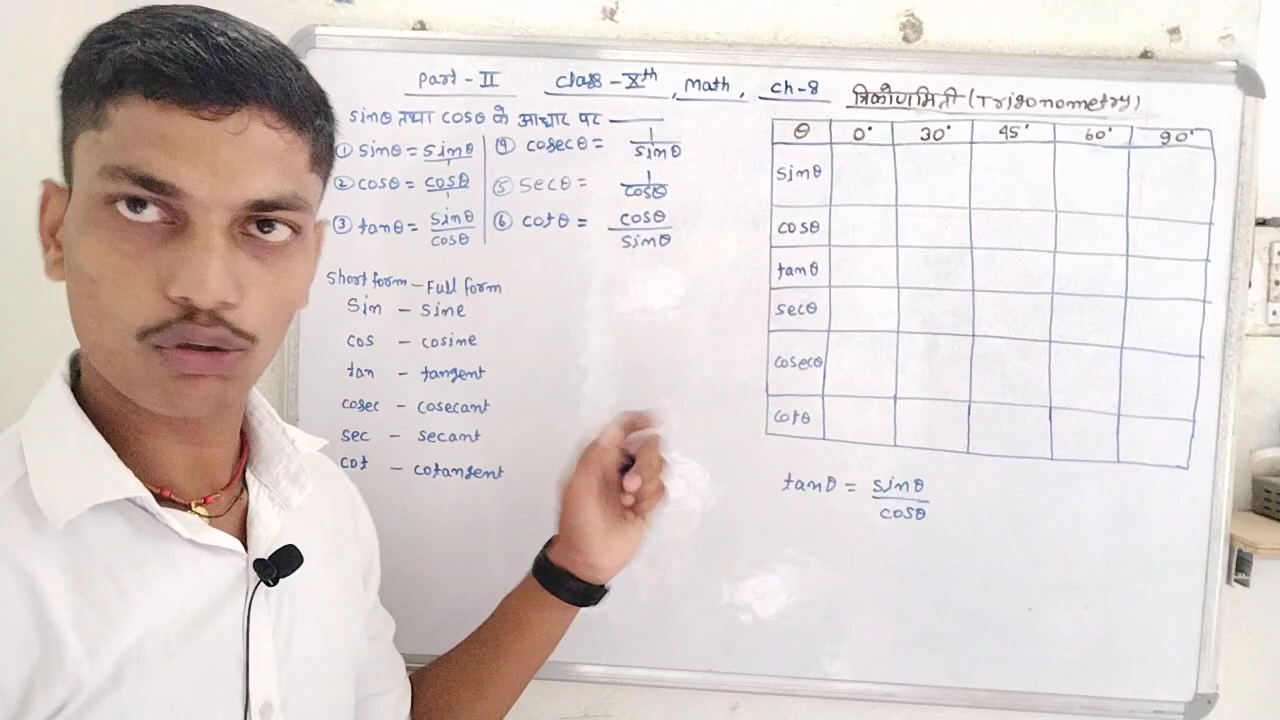 Part - II Class - Xth, Math, Ch-8 त्रिकोणमिती (Trigonometry)
sinθ तथा cosθ के आधार पर —
① sinθ = sinθ/1
② cosθ = cosθ/1
③ tanθ = sinθ/cosθ
④ cosecθ = 1/sinθ
⑤ secθ = 1/cosθ
⑥ cotθ = cosθ/sinθ
Short form - Full form
Sin - sine
cos - cosine
tan - tangent
cosec - cosecant
sec - secant
cot - cotangent
θ 0° 30° 45° 60° 90°
sinθ
cosθ
tanθ
secθ
cosecθ
cotθ
tanθ = sinθ/cosθ